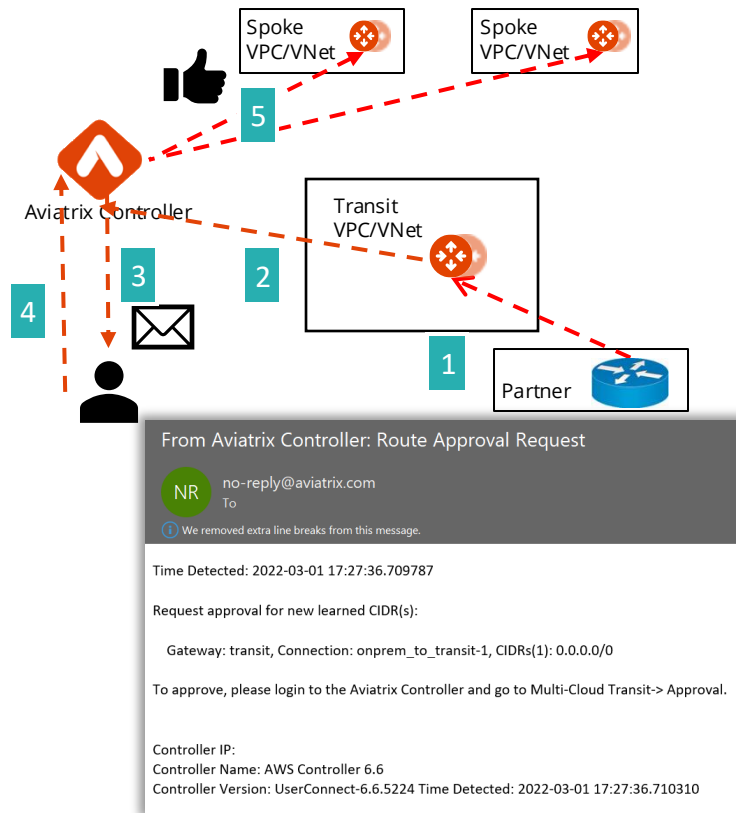 Spoke
VPC/VNet
Spoke
VPC/VNet
5
Aviatrix Controller
Transit
VPC/VNet
3
2
4
1
Partner
From Aviatrix Controller: Route Approval Request
NR
no-reply@aviatrix.com
To
We removed extra line breaks from this message.
Time Detected: 2022-03-01 17:27:36.709787
Request approval for new learned CIDR(s):
Gateway: transit, Connection: onprem_to_transit-1, CIDRs(1): 0.0.0.0/0
To approve, please login to the Aviatrix Controller and go to Multi-Cloud Transit-> Approval.
Controller IP:
Controller Name: AWS Controller 6.6
Controller Version: UserConnect-6.6.5224 Time Detected: 2022-03-01 17:27:36.710310